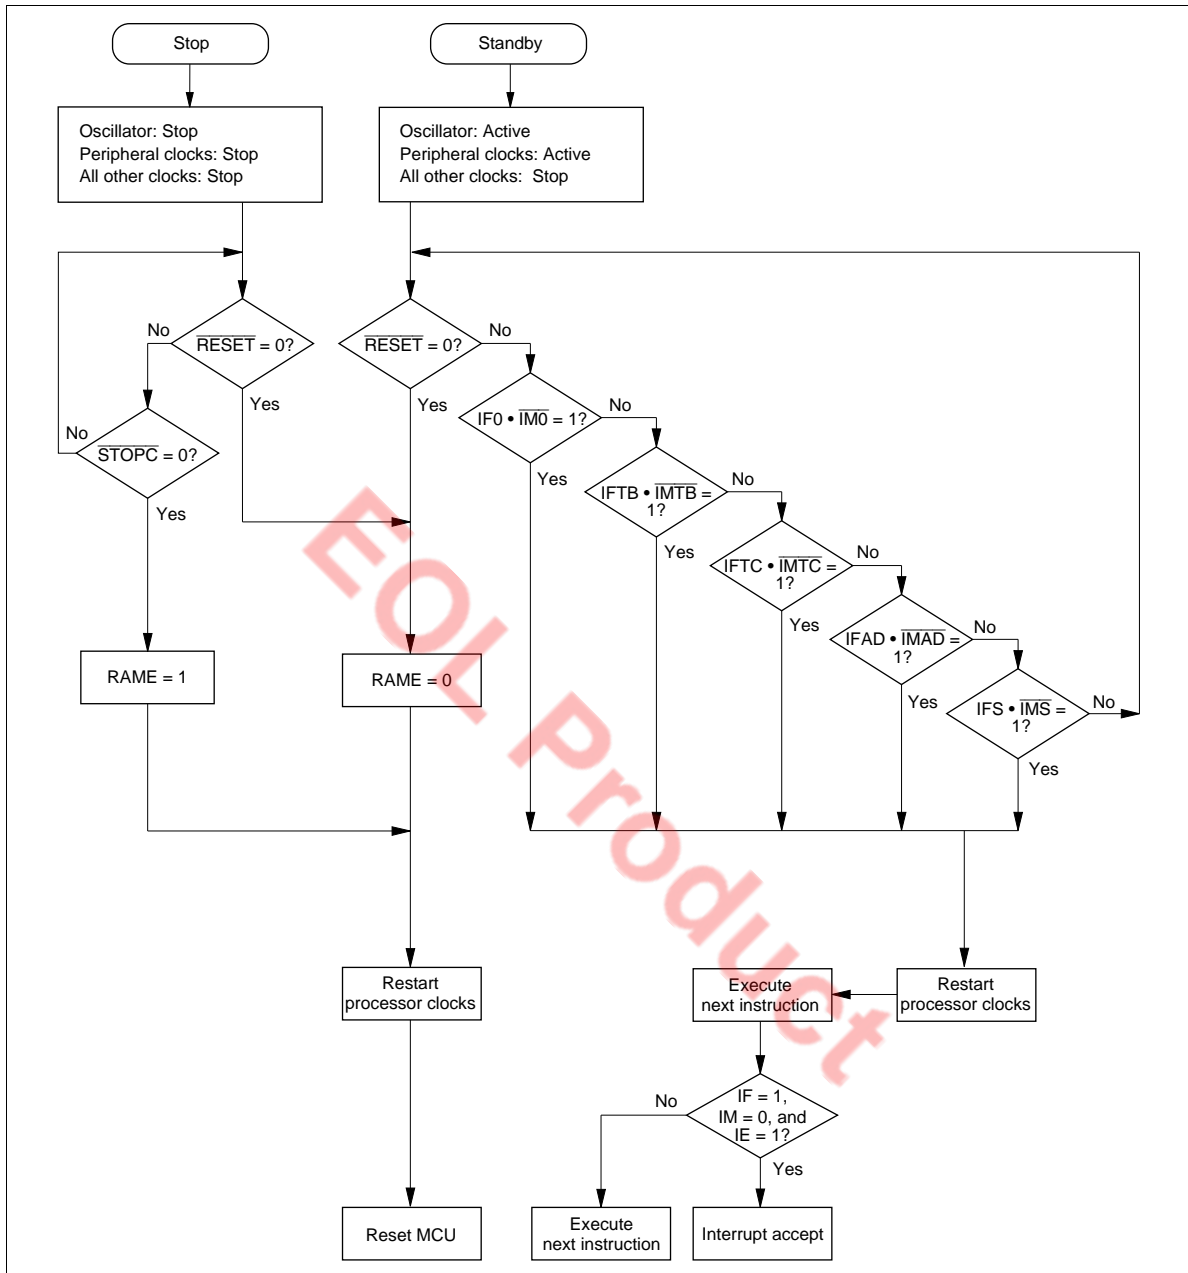 Stop
Standby
Oscillator: Stop
Peripheral clocks: Stop
All other clocks: Stop
Oscillator: Active
Peripheral clocks: Active
All other clocks: Stop
No
RESET = 0?
Yes
RESET = 0?
No
Yes
No
STOPC = 0?
Yes
IF0 • IM0 = 1?
No
Yes
IFTB • IMTB =
1?
No
Yes
IFTC • IMTC =
1?
No
Yes
IFAD • IMAD =
1?
No
Yes
IFS • IMS =
1?
No
Yes
RAME = 1
RAME = 0
Restart
processor clocks
Execute
next instruction
Restart
processor clocks
IF = 1,
IM = 0, and
IE = 1?
No
Yes
Reset MCU
Execute
next instruction
Interrupt accept
EOL Product